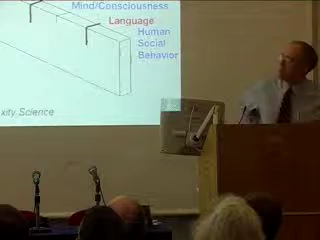 Mind/Consciousness
Language
Human
Social
Behavior
xity Science